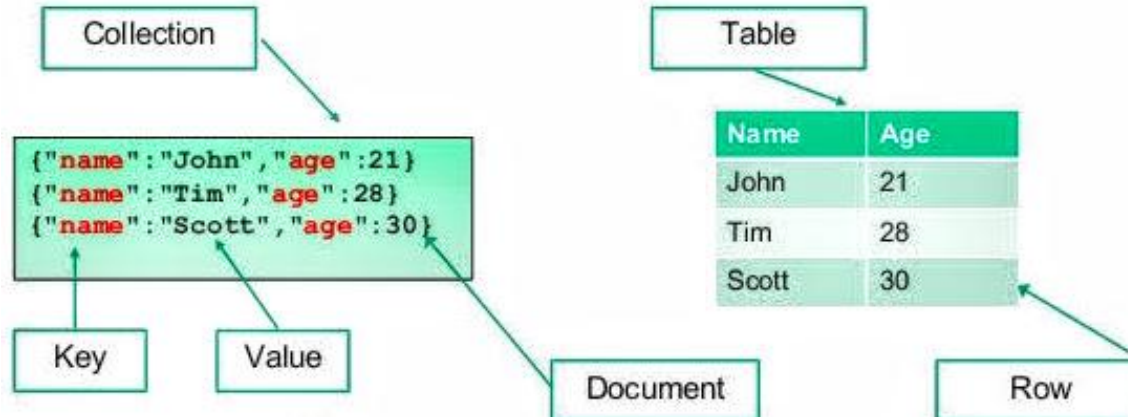 Collection
Table
{"name":"John","age":21}
{"name":"Tim","age":28}
{"name":"Scott","age":30}
Name Age
John 21
Tim 28
Scott 30
Key
Value
Document
Row